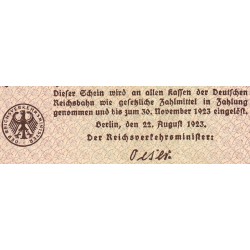 Dieser Schein wird an allen Kassen der Deutschen
Reichsbahn wie gesetzliche Zahlmittel in Zahlung
genommen und bis zum 30. November 1923 eingelöst.
Berlin, den 22. August 1923.
Der Reichsverkehrsminister:
Oeser